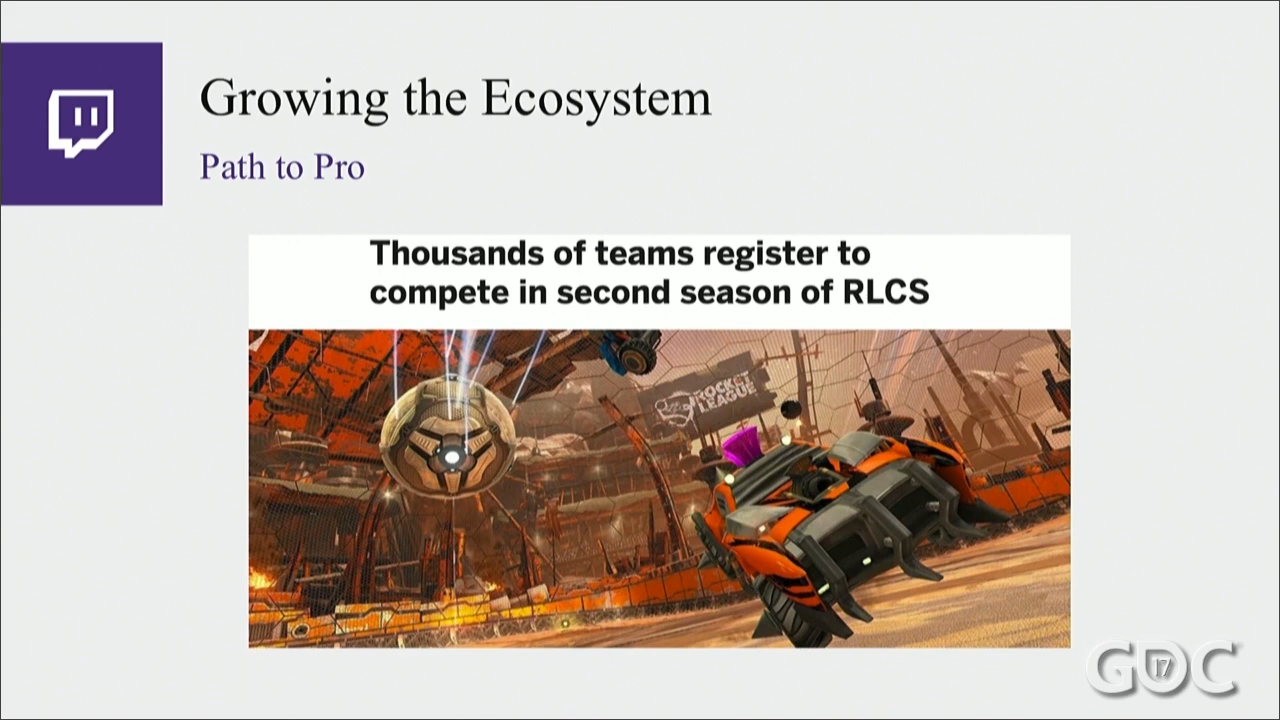 Growing the Ecosystem
Path to Pro
Thousands of teams register to
compete in second season of RLCS
ROCKET
LEAGUE
GDC
17